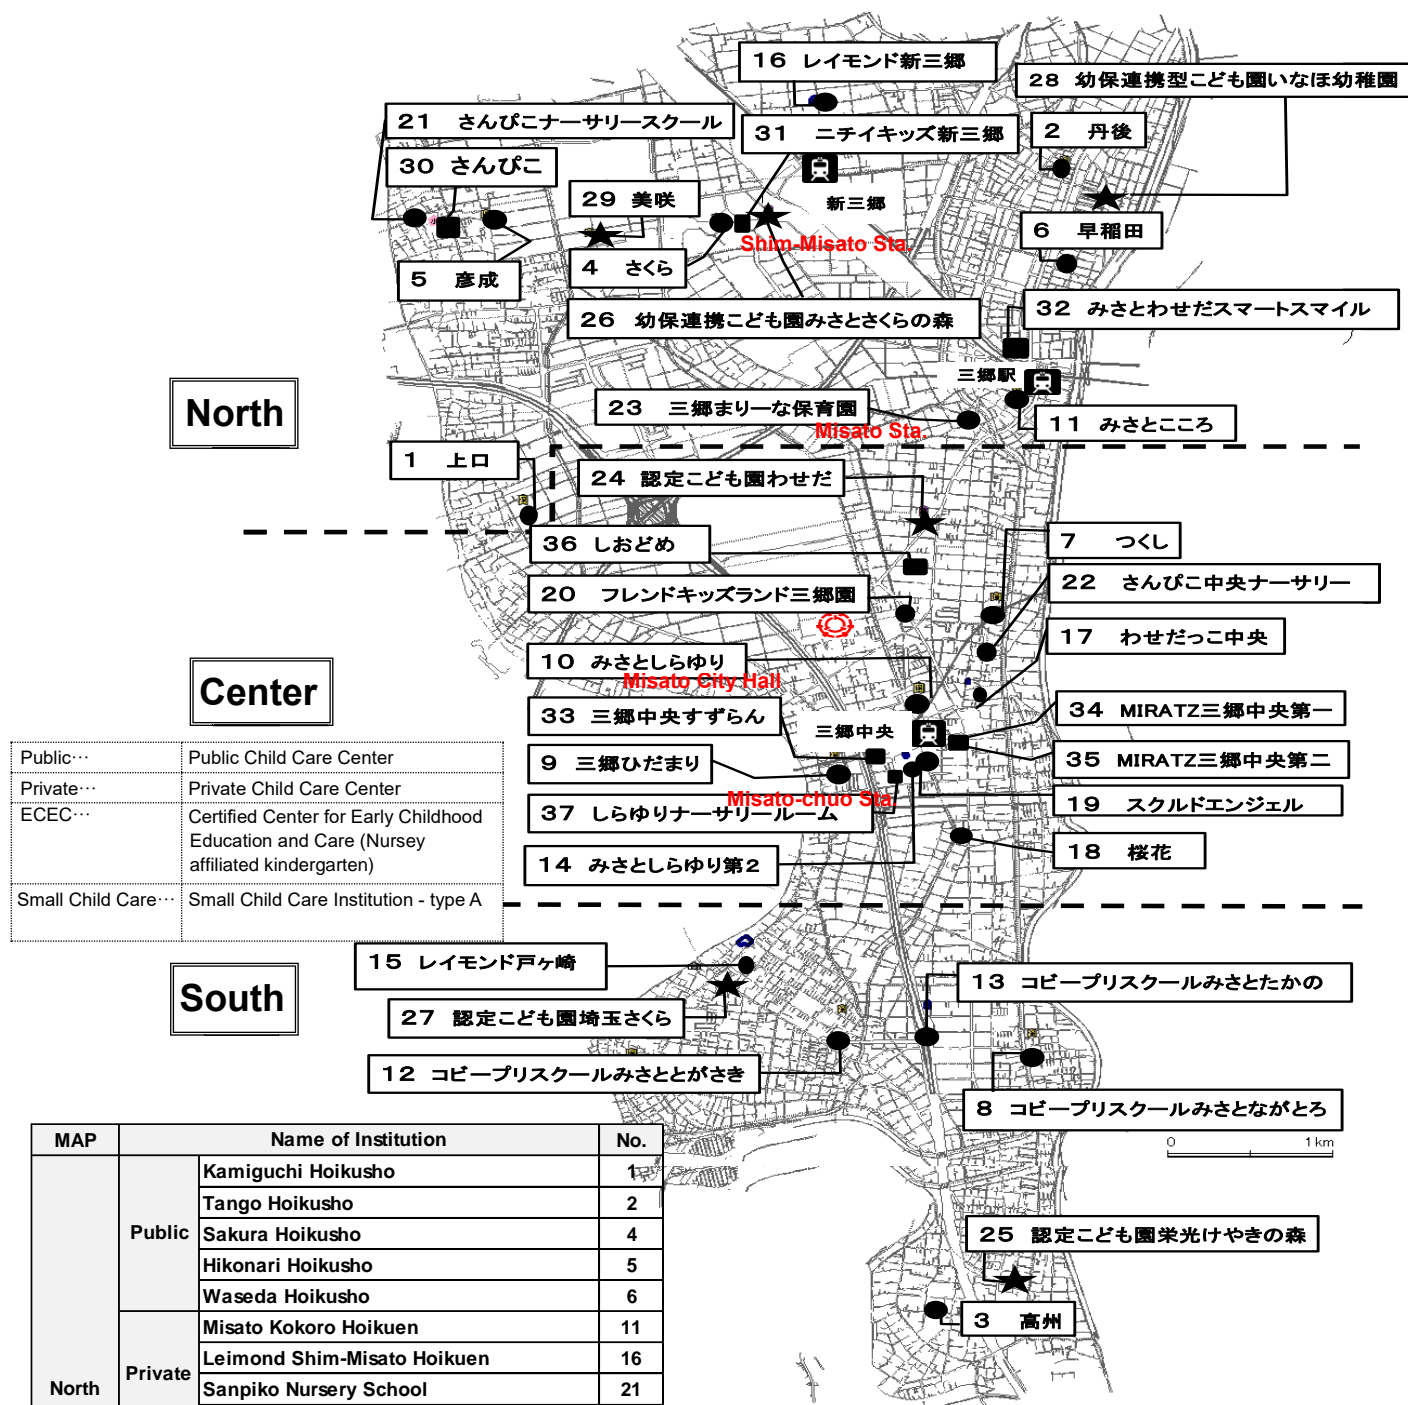 16 レイモンド新三郷
28 幼保連携型こども園いなほ幼稚園
21 さんぴこナーサリースクール
31 ニチイキッズ新三郷
2 丹後
30 さんぴこ
29 美咲
新三郷
6 早稲田
Shim-Misato Sta.
5 彦成
4 さくら
26 幼保連携こども園みさとさくらの森
32 みさとわせだスマートスマイル
三郷駅
North
23 三郷まりーな保育園
11 みさとこころ
Misato Sta.
1 上口
24 認定こども園わせだ
36 しおどめ
7 つくし
22 さんぴこ中央ナーサリー
20 フレンドキッズランド三郷園
17 わせだっこ中央
10 みさとしらゆり
Misato City Hall
Center
33 三郷中央すずらん
三郷中央
34 MIRATZ三郷中央第一
9 三郷ひだまり
35 MIRATZ三郷中央第二
Misato-chuo Sta.
37 しらゆりナーサリールーム
19 スクルドエンジェル
14 みさとしらゆり第2
18 桜花
Public… Public Child Care Center
Private… Private Child Care Center
ECEC… Certified Center for Early Childhood
Education and Care (Nursey
affiliated kindergarten)
Small Child Care… Small Child Care Institution - type A
15 レイモンド戸ヶ崎
13 コビープリスクールみさとたかの
South
27 認定こども園埼玉さくら
12 コビープリスクールみさととがさき
8 コビープリスクールみさとながとろ
0 1 km
25 認定こども園栄光けやきの森
3 高州
MAP Name of Institution No.
North
Public
Kamiguchi Hoikusho 1
Tango Hoikusho 2
Sakura Hoikusho 4
Hikonari Hoikusho 5
Waseda Hoikusho 6
Private
Misato Kokoro Hoikuen 11
Leimond Shim-Misato Hoikuen 16
Sanpiko Nursery School 21